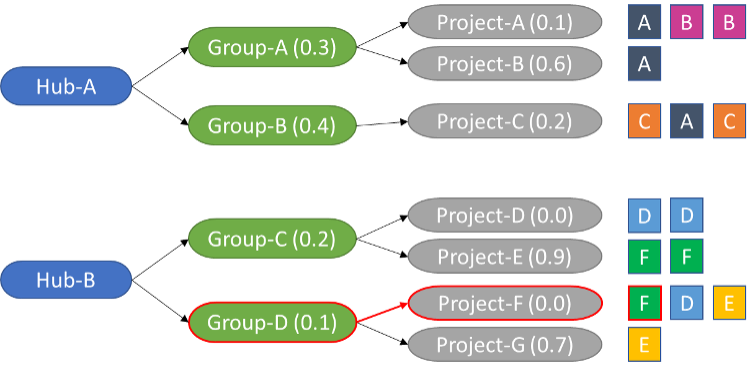 Project-A (0.1) A B B
Group-A (0.3)
Project-B (0.6) A
Hub-A
Group-B (0.4) Project-C (0.2) C A C
Project-D (0.0) D D
Group-C (0.2)
Project-E (0.9) F F
Hub-B
Project-F (0.0) F D E
Group-D (0.1)
Project-G (0.7) E